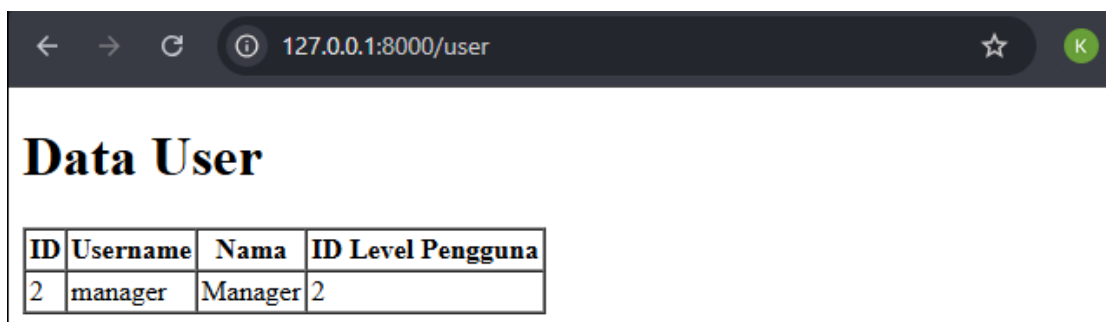 127.0.0.1:8000/user
K
Data User
ID Username Nama ID Level Pengguna
2 manager Manager 2